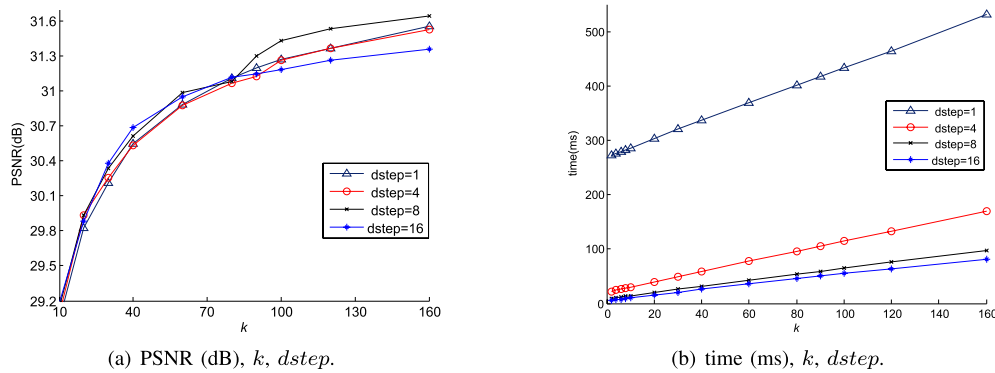 PSNR(dB)
31.6
31.3
31
30.7
30.4
30.1
29.8
29.5
29.2
10
40
70
100
130
160
k
dstep=1
dstep=4
dstep=8
dstep=16
(a) PSNR (dB), k, dstep.
time(ms)
500
400
300
200
100
0
0
20
40
60
80
100
120
140
160
k
dstep=1
dstep=4
dstep=8
dstep=16
(b) time (ms), k, dstep.